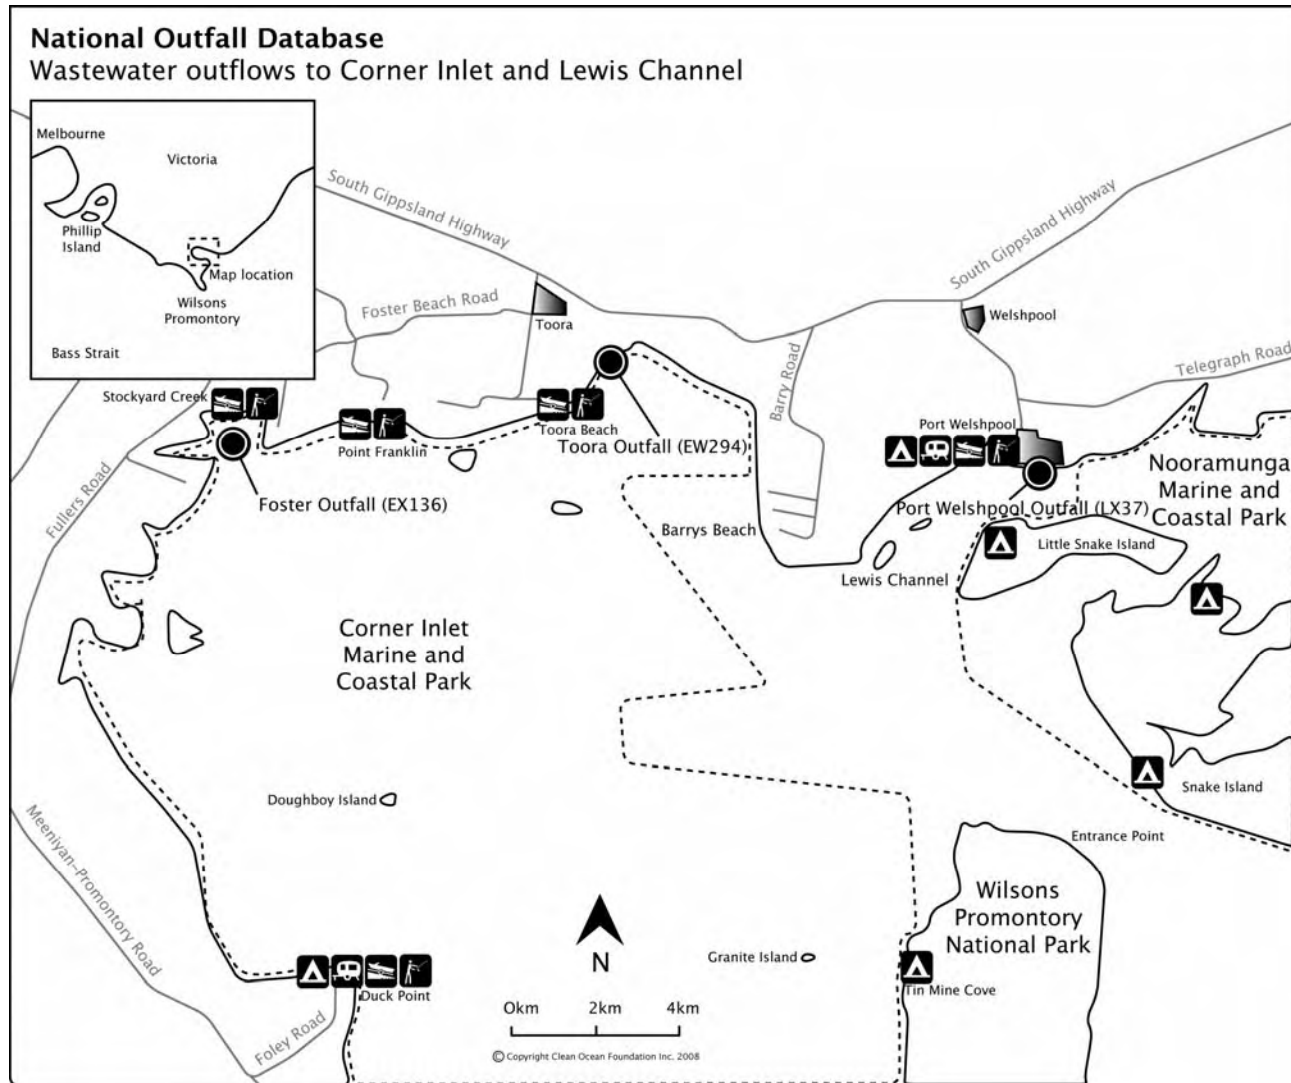 National Outfall Database
Wastewater outflows to Corner Inlet and Lewis Channel
Melbourne
Victoria
Phillip
Island
Map location
Wilsons
Promontory
Bass Strait
South Gippsland Highway
South Gippsland Highway
Foster Beach Road
Toora
Welshpool
Barry Road
Telegraph Road
Stockyard Creek
Fullers Road
Point Franklin
Toora Beach
Toora Outfall (EW294)
Foster Outfall (EX136)
Port Welshpool
Port Welshpool Outfall (LX37)
Nooramunga
Marine and
Coastal Park
Barrys Beach
Little Snake Island
Lewis Channel
Corner Inlet
Marine and
Coastal Park
Doughboy Island
Snake Island
Entrance Point
Meeniyan-Promontory Road
Wilsons
Promontory
National Park
N
Granite Island
Tin Mine Cove
Duck Point
Foley Road
0km 2km 4km
© Copyright Clean Ocean Foundation Inc. 2008